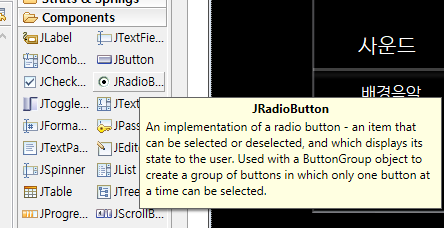 Struts & Springs
Components
JLabel
JTextFie...
JComb...
JButton
JCheck...
JRadioB...
JToggle...
JText
JForma...
JPas
JTextPa...
JEdit
JSpinner
JList
JTable
JTree
JProgre...
JScrollB...
JRadioButton
An implementation of a radio button - an item that
can be selected or deselected, and which displays its
state to the user. Used with a ButtonGroup object to
create a group of buttons in which only one button at
a time can be selected.
사운드
배경음악